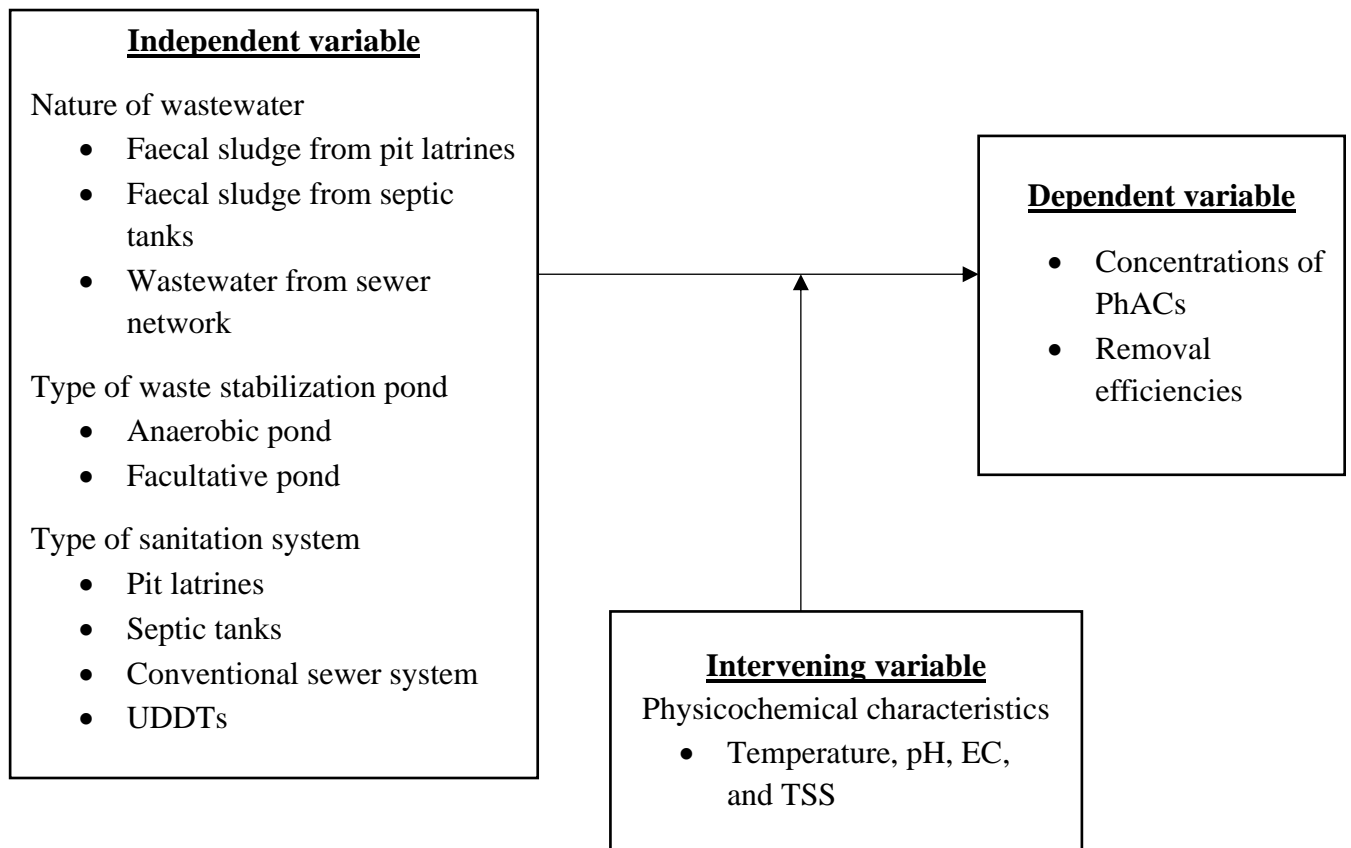 Independent variable
Nature of wastewater
• Faecal sludge from pit latrines
• Faecal sludge from septic
tanks
• Wastewater from sewer
network
Type of waste stabilization pond
• Anaerobic pond
• Facultative pond
Type of sanitation system
• Pit latrines
• Septic tanks
• Conventional sewer system
• UDDTs
Dependent variable
• Concentrations of
PhACs
• Removal
efficiencies
Intervening variable
Physicochemical characteristics
• Temperature, pH, EC,
and TSS